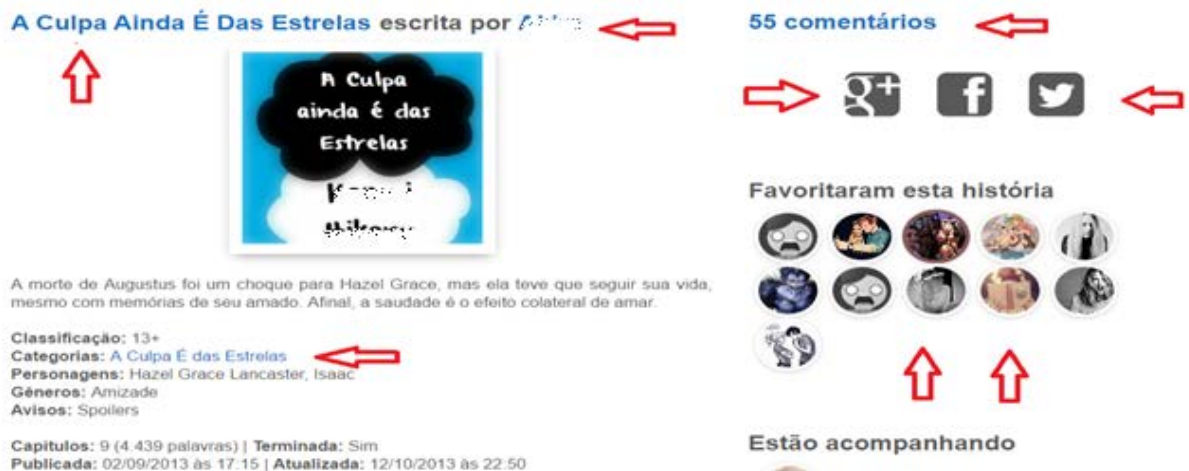 A Culpa Ainda É Das Estrelas escrita por
A Culpa
ainda é das
Estrelas
A morte de Augustus foi um choque para Hazel Grace, mas ela teve que seguir sua vida,
mesmo com memórias de seu amado. Afinal, a saudade é o efeito colateral de amar.
Classificação: 13+
Categorias: A Culpa É das Estrelas
Personagens: Hazel Grace Lancaster, Isaac
Gêneros: Amizade
Avisos: Spoilers
Capitulos: 9 (4.439 palavras) | Terminada: Sim
Publicada: 02/09/2013 às 17:15 | Atualizada: 12/10/2013 às 22:50
55 comentários
g+ f
Favoritaram esta história
Estão acompanhando